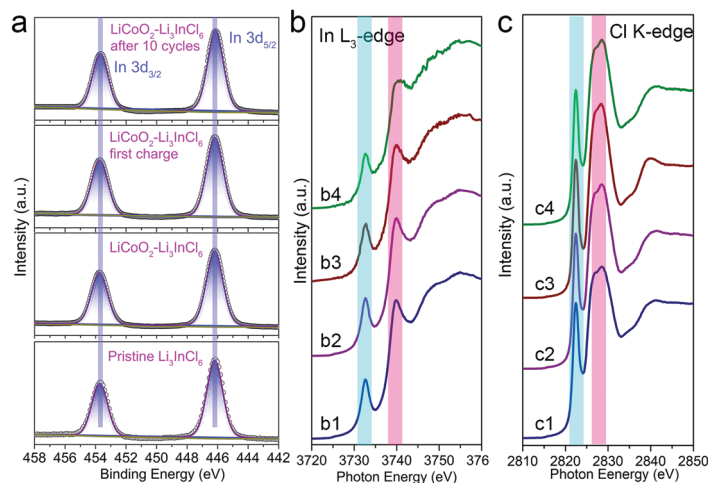 a
LiCoO2-Li3InCl6
after 10 cycles
In 3d5/2
In 3d3/2
LiCoO2-Li3InCl6
first charge
LiCoO2-Li3InCl6
Pristine Li3InCl6
Intensity (a.u.)
458 456 454 452 450 448 446 444 442
Binding Energy (eV)
b
In L3-edge
b4
b3
b2
b1
Intensity (a.u.)
3720 3730 3740 3750 376
Photon Energy (eV)
c
Cl K-edge
c4
c3
c2
c1
Intensity (a.u.)
2810 2820 2830 2840 2850
Photon Energy (eV)